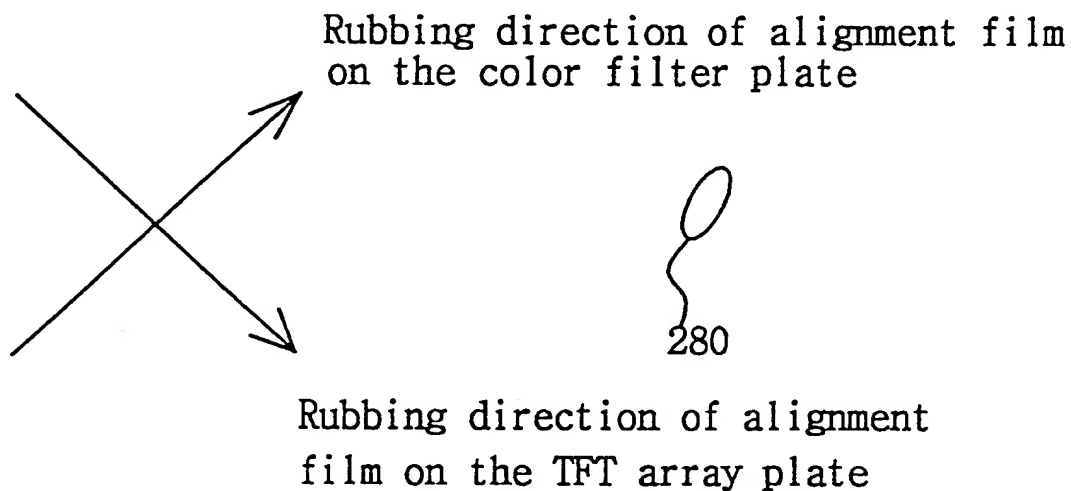 Rubbing direction of alignment film
on the color filter plate
280
Rubbing direction of alignment
film on the TFT array plate